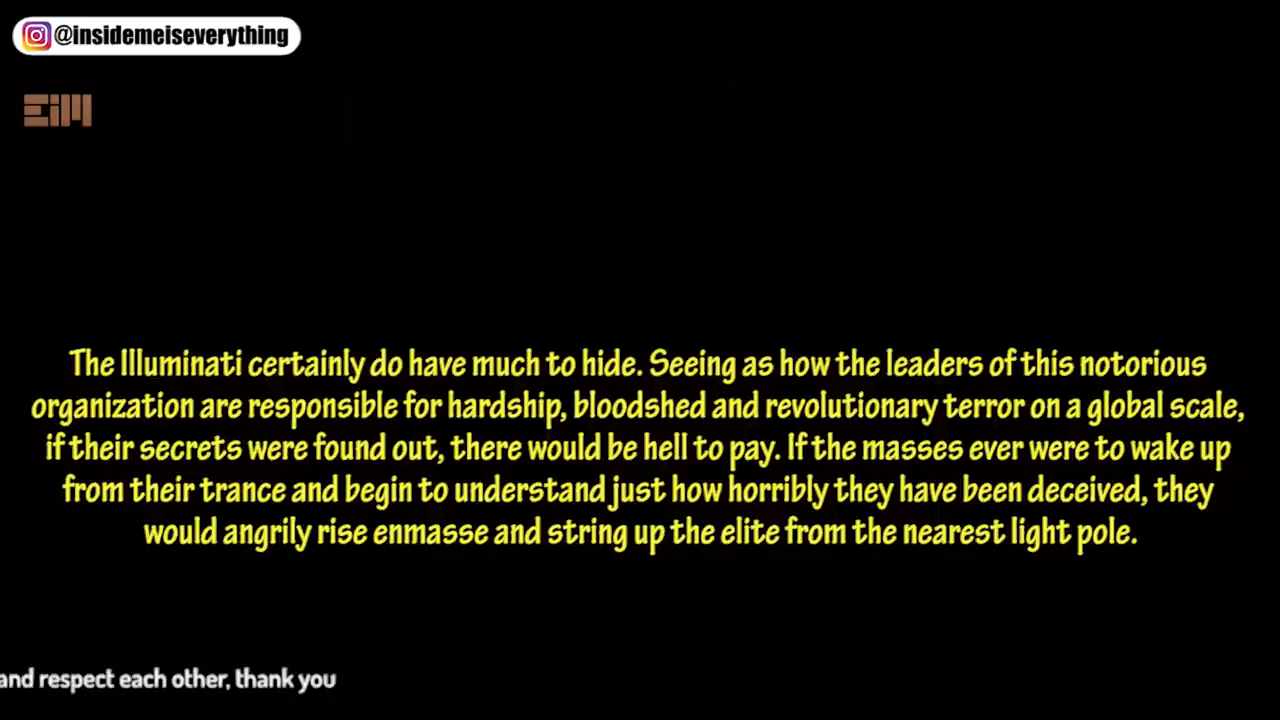 @insidemeiseverything
EIM
The Illuminati certainly do have much to hide. Seeing as how the leaders of this notorious
organization are responsible for hardship, bloodshed and revolutionary terror on a global scale,
if their secrets were found out, there would be hell to pay. If the masses ever were to wake up
from their trance and begin to understand just how horribly they have been deceived, they
would angrily rise enmasse and string up the elite from the nearest light pole.
and respect each other, thank you